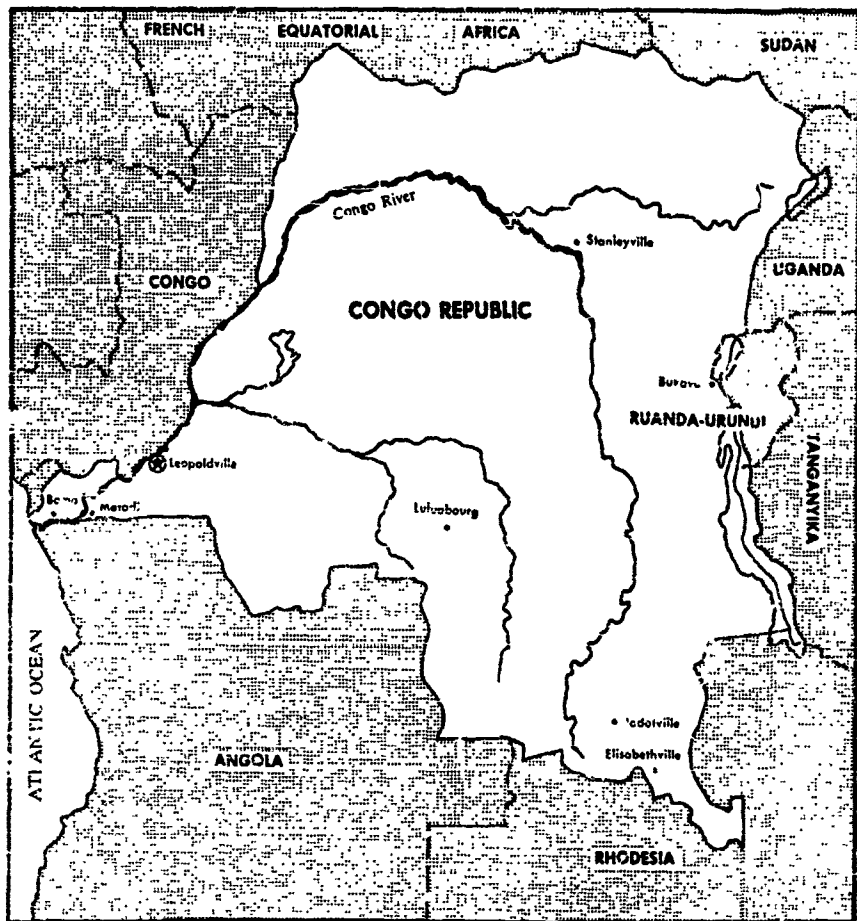 FRENCH EQUATORIAL AFRICA
SUDAN
Congo River
Stanleyville
CONGO
UGANDA
CONGO REPUBLIC
RUANDA-URUNDI
Leopoldville
TANGANYIKA
Luluabourg
ATLANTIC OCEAN
Elisabethville
ANGOLA
RHODESIA